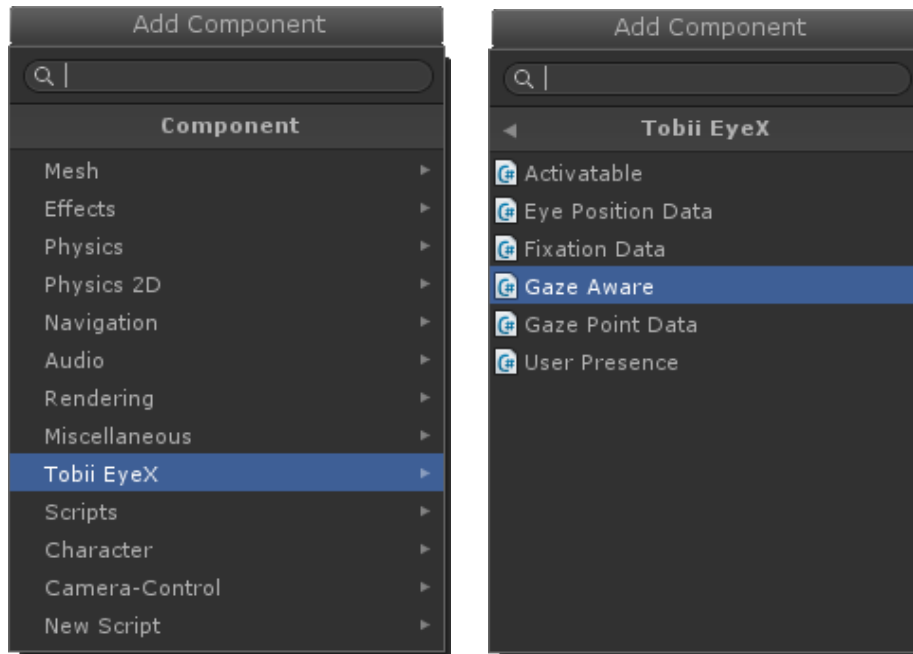 Add Component
Component
Mesh
Effects
Physics
Physics 2D
Navigation
Audio
Rendering
Miscellaneous
Tobii EyeX
Scripts
Character
Camera-Control
New Script
Add Component
Tobii EyeX
Activatable
Eye Position Data
Fixation Data
Gaze Aware
Gaze Point Data
User Presence